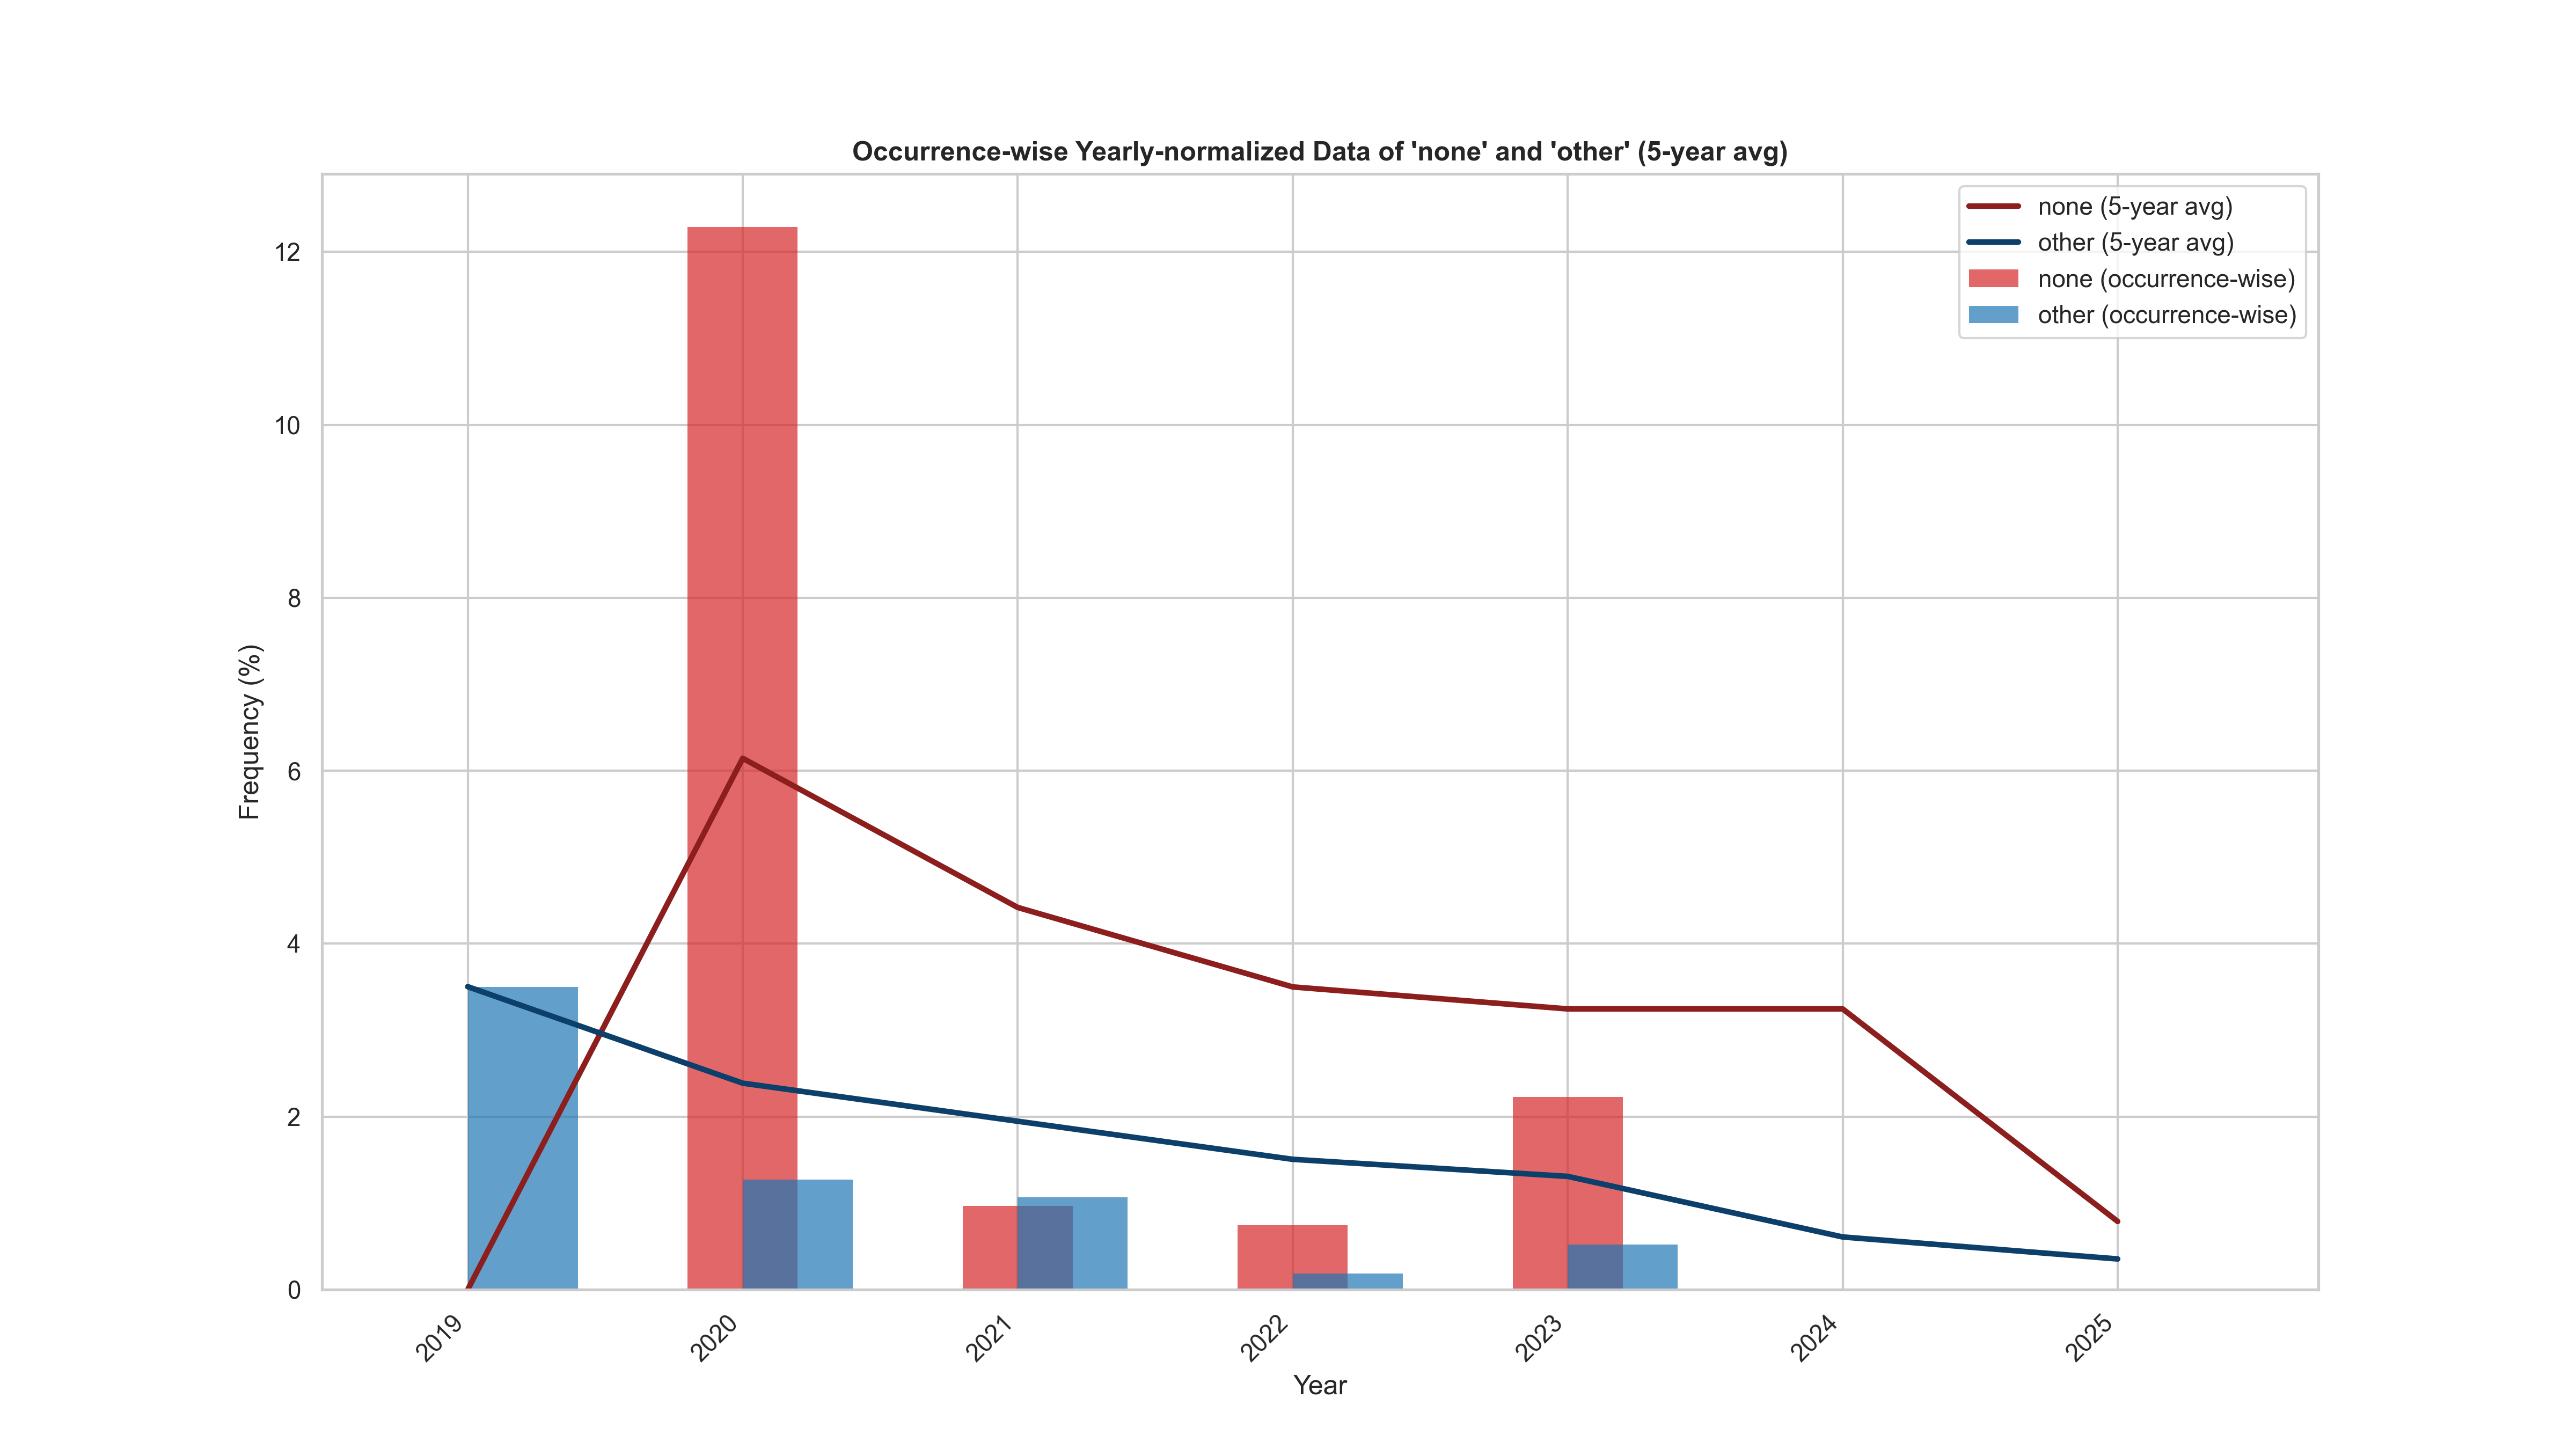 Occurrence-wise Yearly-normalized Data of 'none' and 'other' (5-year avg)
none (5-year avg)
other (5-year avg)
none (occurrence-wise)
other (occurrence-wise)
12
10
8
6
4
2
0
Frequency (%)
2019
2020
2021
2022
2023
2024
2025
Year